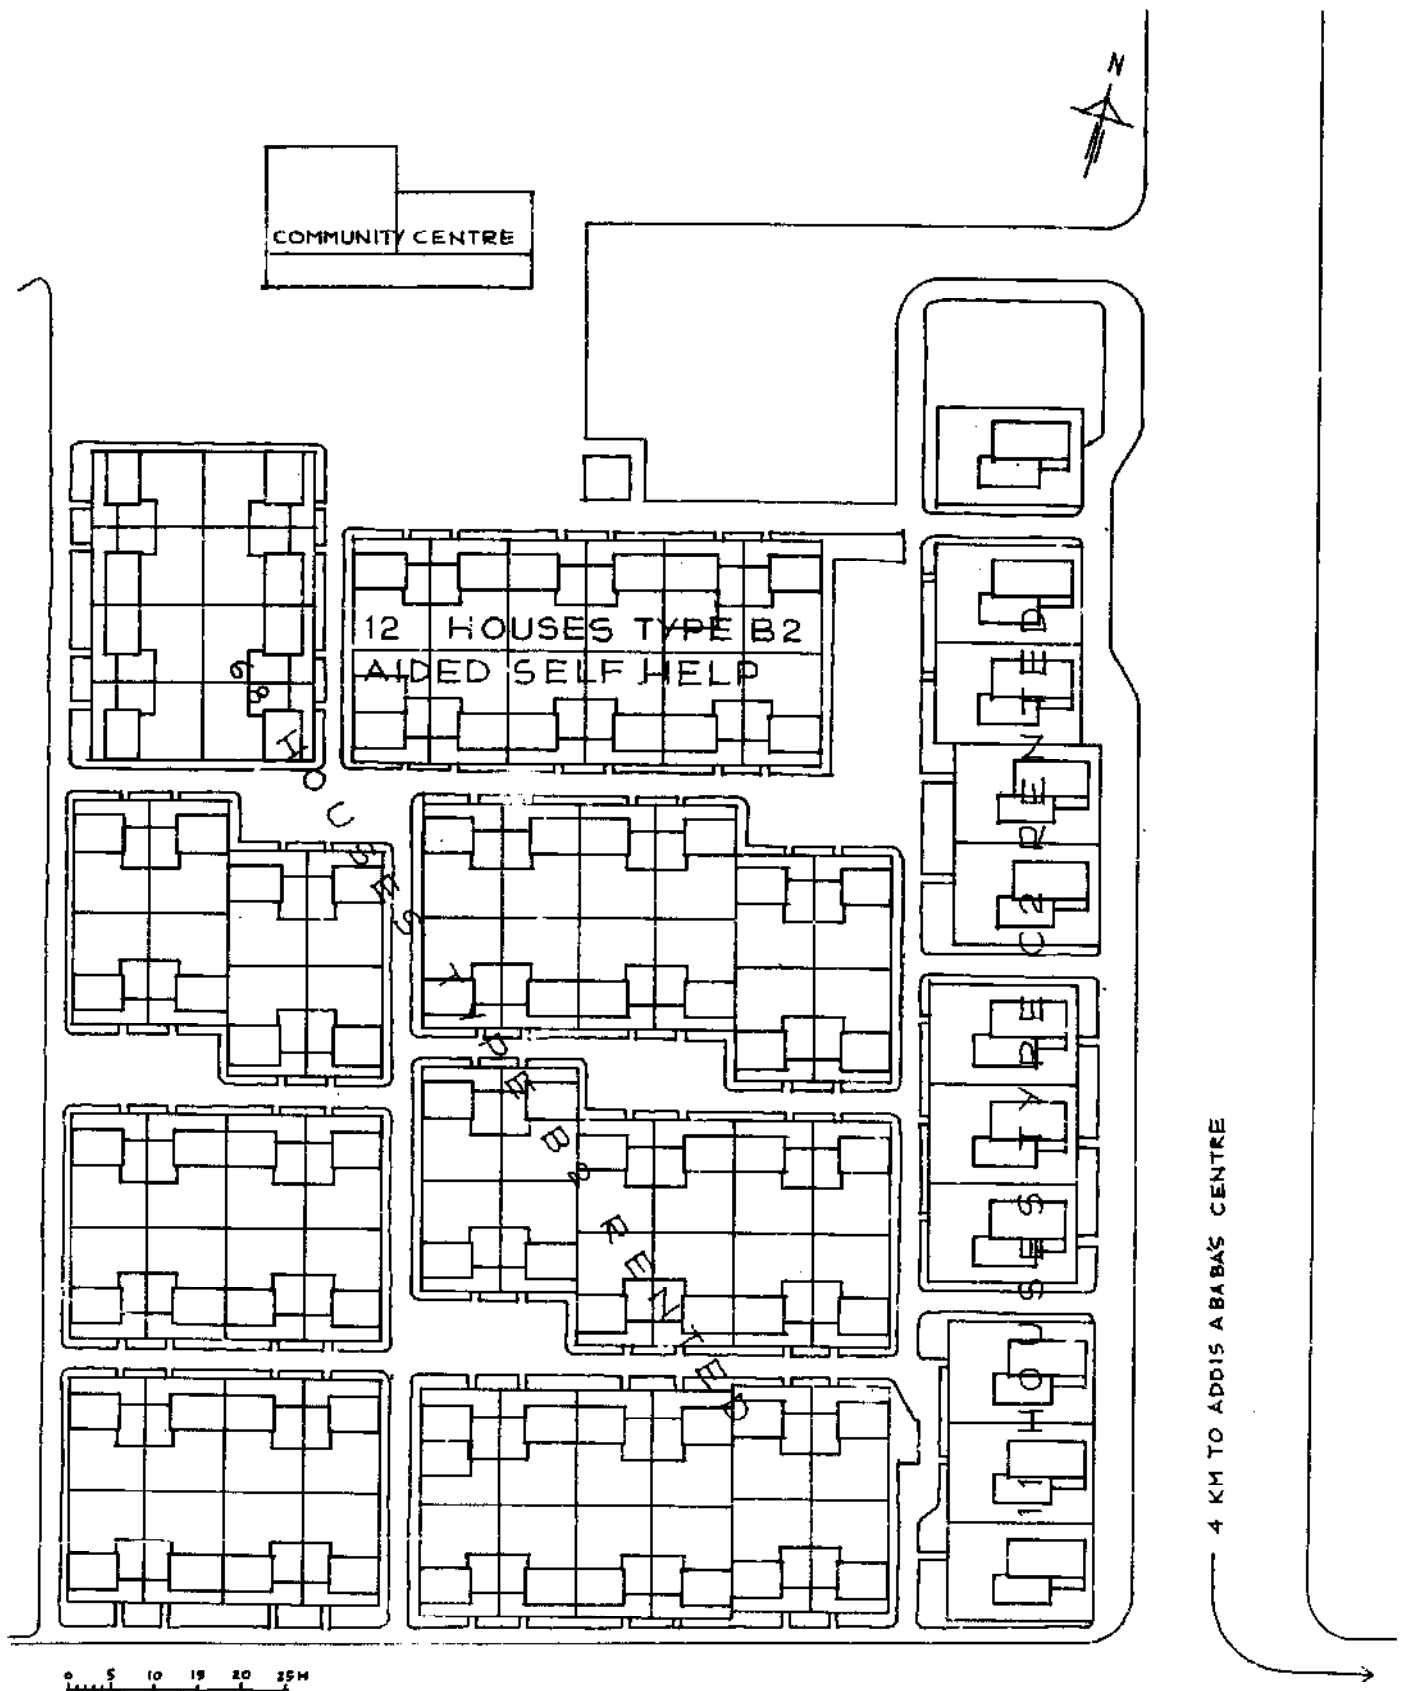 N
COMMUNITY CENTRE
12 HOUSES TYPE B2
AIDED SELF HELP
68 HOUSES TYPE B2 RENTED
11 HOUSES TYPE C2 RENTED
4 KM TO ADDIS ABABA'S CENTRE
0 5 10 15 20 25M